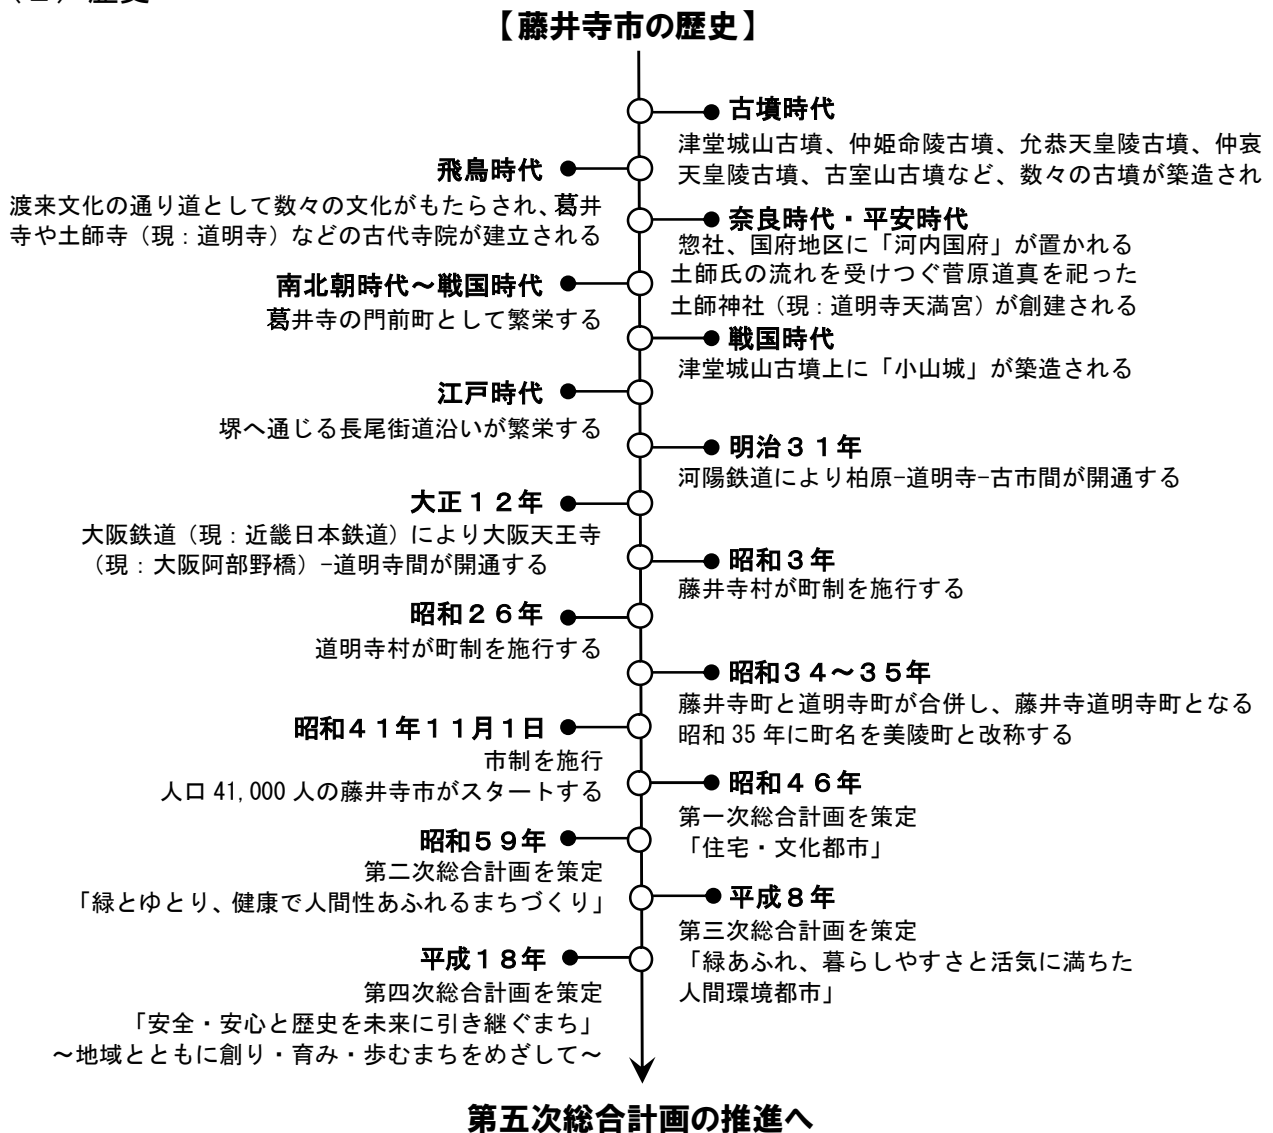 【藤井寺市の歴史】
古墳時代
津堂城山古墳、仲姫命陵古墳、允恭天皇陵古墳、仲哀
天皇陵古墳、古室山古墳など、数々の古墳が築造され
飛鳥時代
渡来文化の通り道として数々の文化がもたらされ、葛井
寺や土師寺（現：道明寺）などの古代寺院が建立される
奈良時代・平安時代
惣社、国府地区に「河内国府」が置かれる
土師氏の流れを受けつぐ菅原道真を祀った
土師神社（現：道明寺天満宮）が創建される
南北朝時代～戦国時代
葛井寺の門前町として繁栄する
戦国時代
津堂城山古墳上に「小山城」が築造される
江戸時代
堺へ通じる長尾街道沿いが繁栄する
明治３１年
河陽鉄道により柏原-道明寺-古市間が開通する
大正１２年
大阪鉄道（現：近畿日本鉄道）により大阪天王寺
（現：大阪阿部野橋）-道明寺間が開通する
昭和３年
藤井寺村が町制を施行する
昭和２６年
道明寺村が町制を施行する
昭和３４～３５年
藤井寺町と道明寺町が合併し、藤井寺道明寺町となる
昭和 35 年に町名を美陵町と改称する
昭和４１年１１月１日
市制を施行
人口 41,000 人の藤井寺市がスタートする
昭和４６年
第一次総合計画を策定
「住宅・文化都市」
昭和５９年
第二次総合計画を策定
「緑とゆとり、健康で人間性あふれるまちづくり」
平成８年
第三次総合計画を策定
「緑あふれ、暮らしやすさと活気に満ちた
人間環境都市」
平成１８年
第四次総合計画を策定
「安全・安心と歴史を未来に引き継ぐまち」
～地域とともに創り・育み・歩むまちをめざして～
第五次総合計画の推進へ